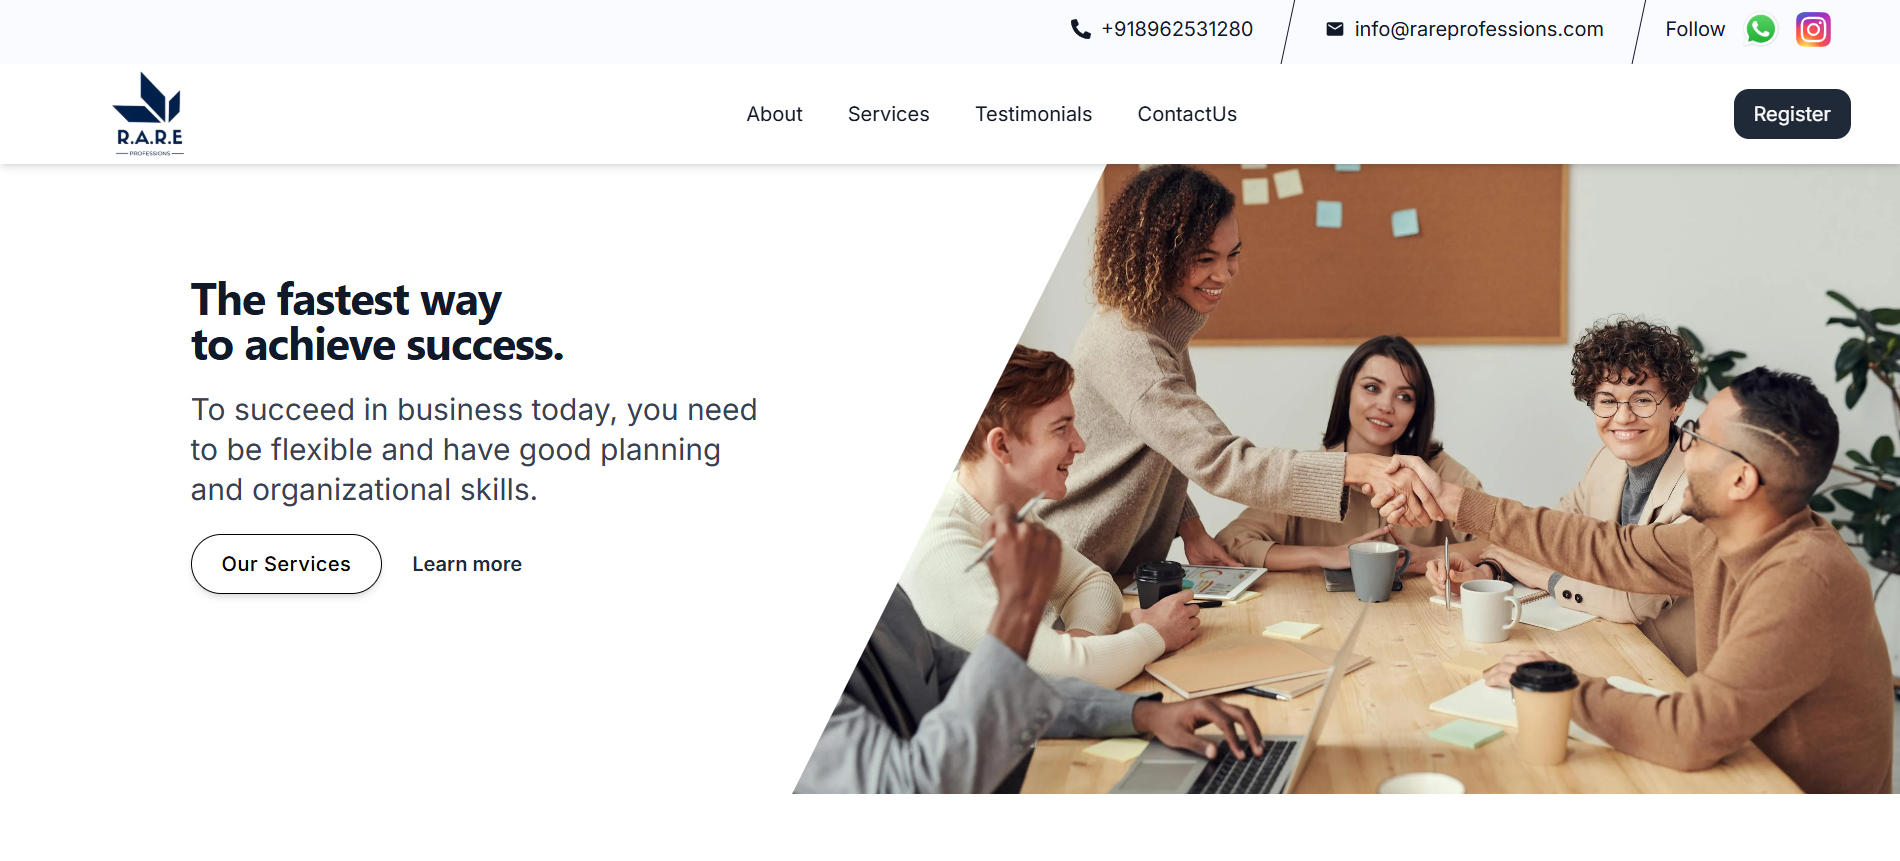 +918962531280
info@rareprofessions.com
Follow
R.A.R.E
PROFESSIONS
About
Services
Testimonials
ContactUs
Register
The fastest way
to achieve success.
To succeed in business today, you need
to be flexible and have good planning
and organizational skills.
Our Services
Learn more